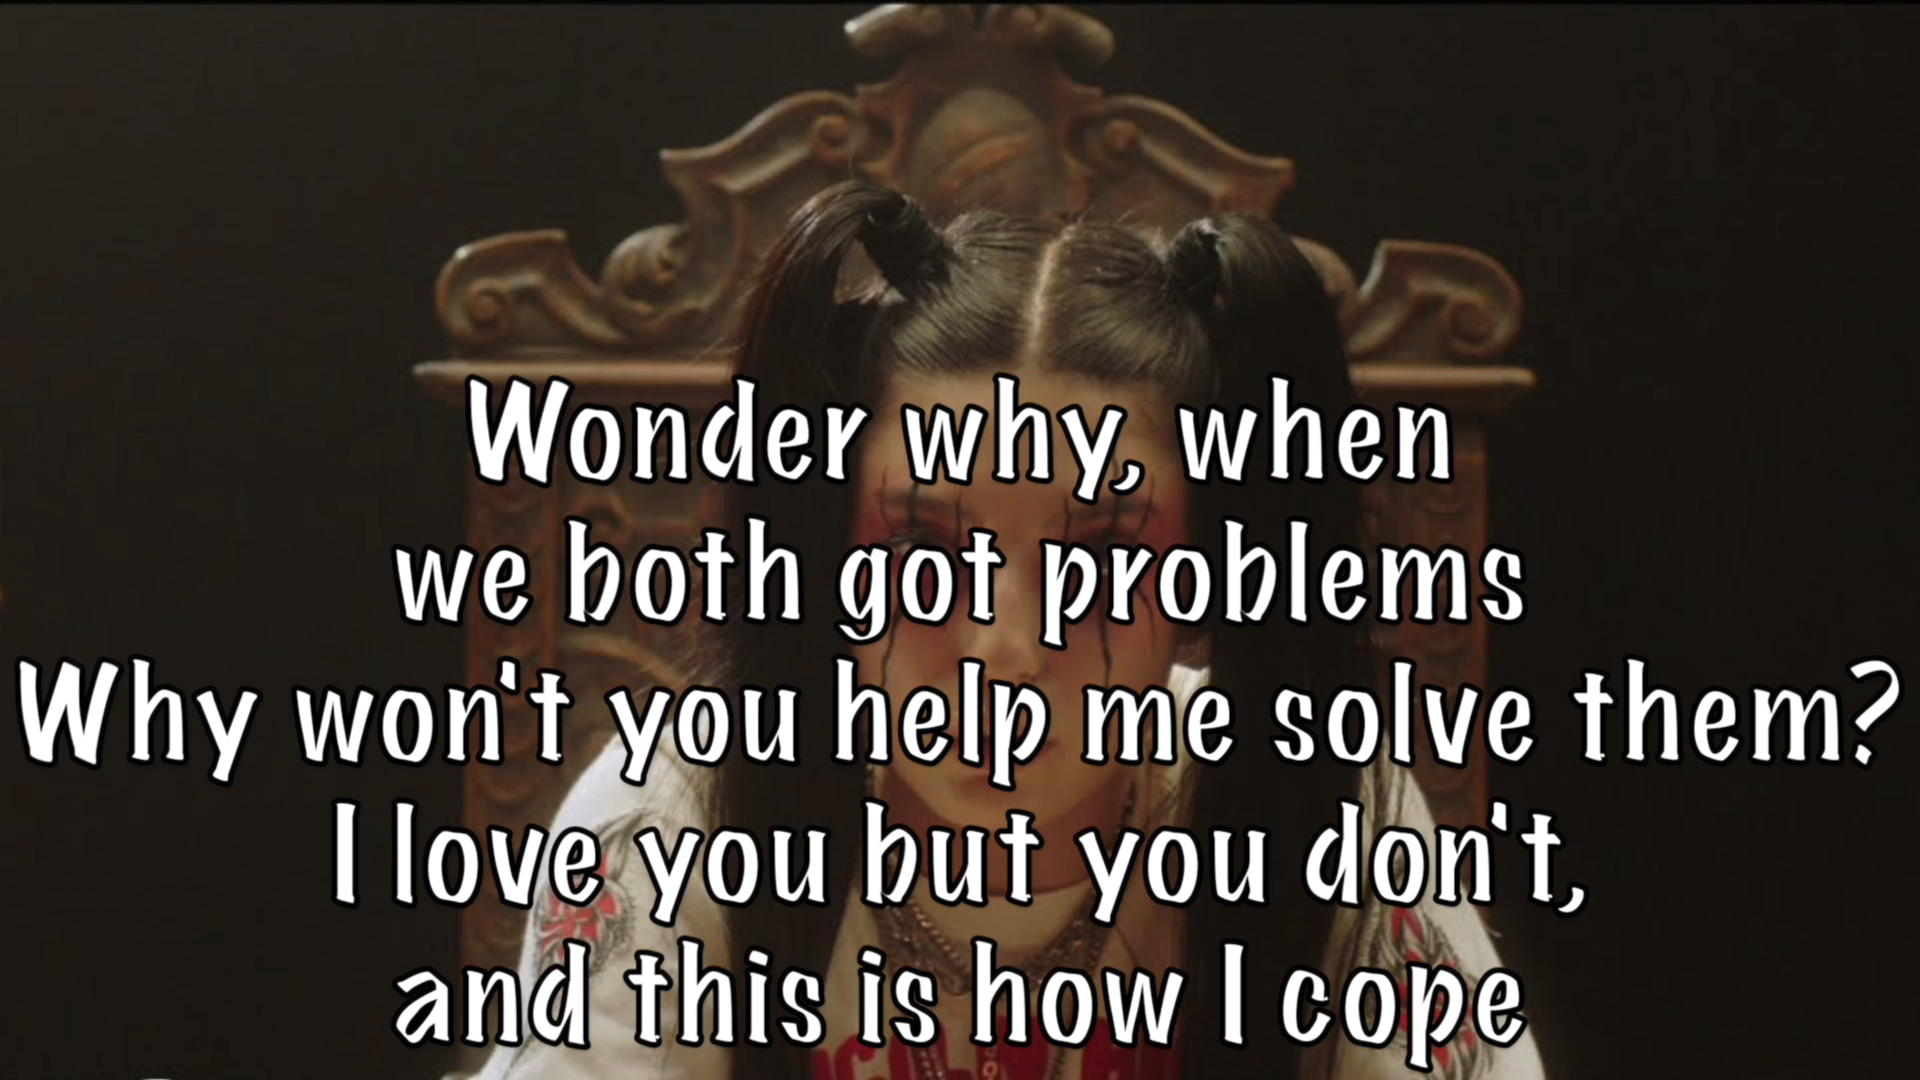 Wonder why, when
we both got problems
Why won't you help me solve them?
I love you but you don't,
and this is how I cope